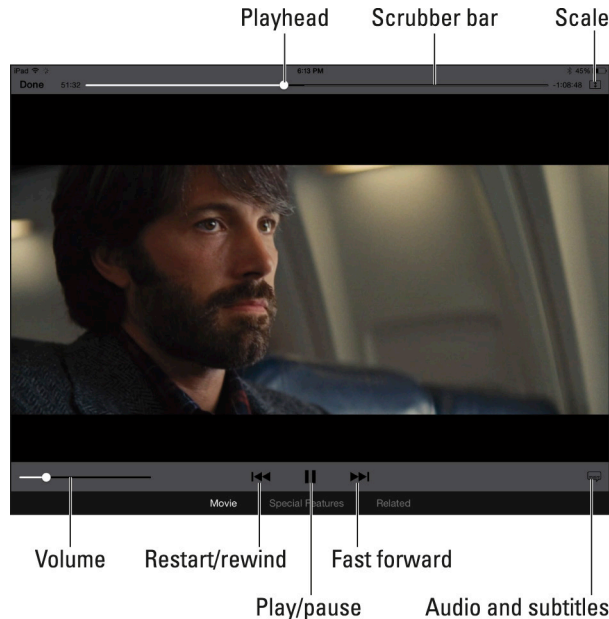 Playhead Scrubber bar Scale
iPad 6:13 PM 45%
Done 51:32 -1:08:48
Movie Special Features Related
Volume Restart/rewind Fast forward
Play/pause Audio and subtitles